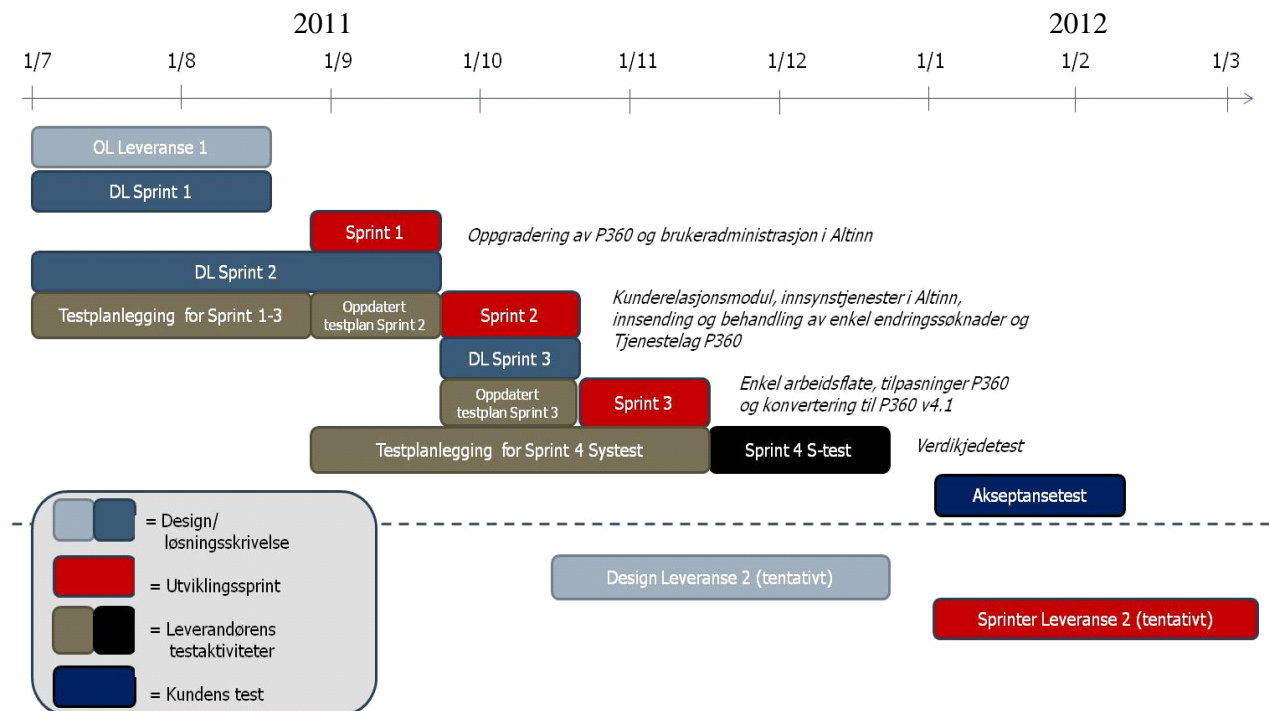 2011
2012
1/7
1/8
1/9
1/10
1/11
1/12
1/1
1/2
1/3
OL Leveranse 1
DL Sprint 1
Sprint 1
Oppgradering av P360 og brukeradministrasjon i Altinn
DL Sprint 2
Testplanlegging for Sprint 1-3
Oppdatert
testplan Sprint 2
Sprint 2
Kunderelasjonsmodul, innsynstjenester i Altinn,
innsending og behandling av enkel endringssøknader og
Tjenestelag P360
DL Sprint 3
Oppdatert
testplan Sprint 3
Sprint 3
Enkel arbeidsflate, tilpasninger P360
og konvertering til P360 v4.1
Testplanlegging for Sprint 4 Systest
Sprint 4 S-test
Verdikjedetest
Akseptansetest
= Design/
løsningsskrivelse
= Utviklingssprint
= Leverandørens
testaktiviteter
= Kundens test
Design Leveranse 2 (tentativt)
Sprinter Leveranse 2 (tentativt)